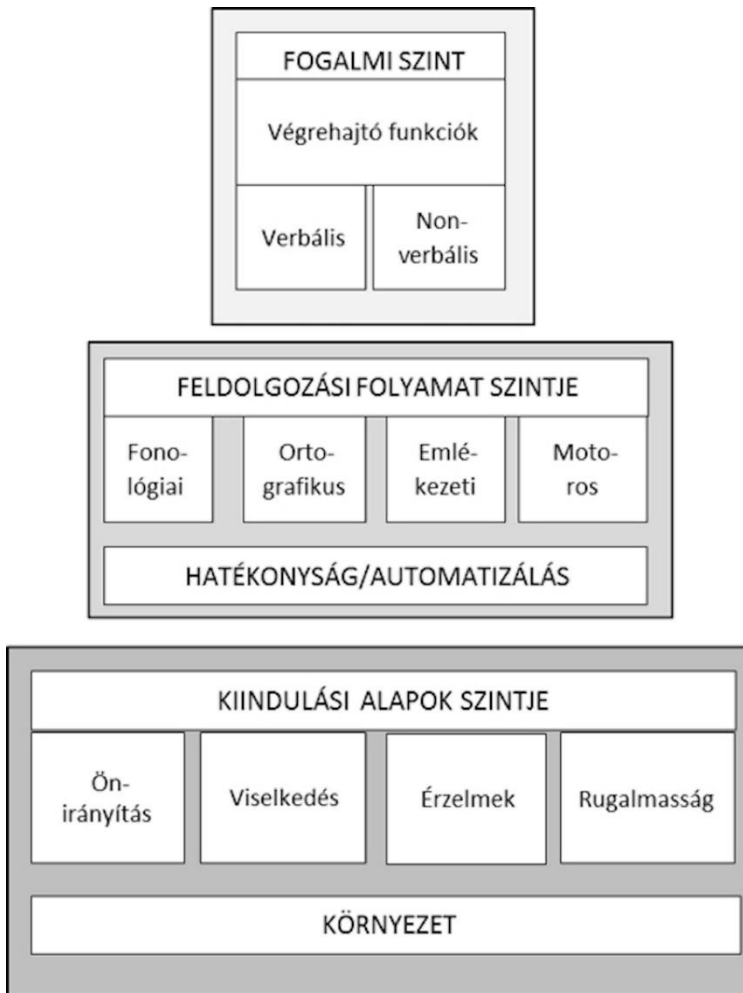 FOGALMI SZINT
Végrehajtó funkciók
Verbális
Non-
verbális
FELDOLGOZÁSI FOLYAMAT SZINTJE
Fono-
lógiai
Orto-
grafikus
Emlé-
kezeti
Moto-
ros
HATÉKONYSÁG/AUTOMATIZÁLÁS
KIINDULÁSI ALAPOK SZINTJE
Ön-
irányítás
Viselkedés
Érzelmek
Rugalmasság
KÖRNYEZET